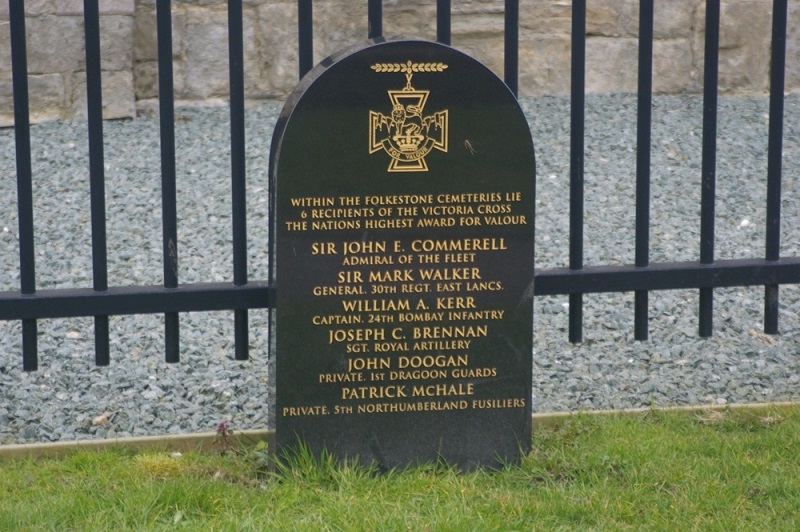 FOR VALOUR
WITHIN THE FOLKESTONE CEMETERIES LIE
6 RECIPIENTS OF THE VICTORIA CROSS
THE NATIONS HIGHEST AWARD FOR VALOUR
SIR JOHN E. COMMERELL
ADMIRAL OF THE FLEET
SIR MARK WALKER
GENERAL, 30TH REGT. EAST LANCS.
WILLIAM A. KERR
CAPTAIN, 24TH BOMBAY INFANTRY
JOSEPH C. BRENNAN
SGT. ROYAL ARTILLERY
JOHN DOOGAN
PRIVATE, 1ST DRAGOON GUARDS
PATRICK MCHALE
PRIVATE, 5TH NORTHUMBERLAND FUSILIERS